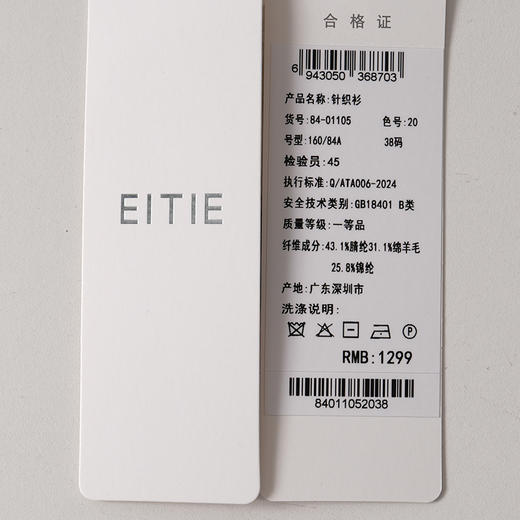 EITIE
合格证
6 943050 368703
产品名称:针织衫
货号:84-01105 色号:20
号型:160/84A 38码
检验员:45
执行标准:Q/ATA006-2024
安全技术类别:GB18401 B类
质量等级:一等品
纤维成分:43.1%腈纶31.1%绵羊毛
25.8%锦纶
产地:广东深圳市
洗涤说明:
P
RMB:1299
84011052038